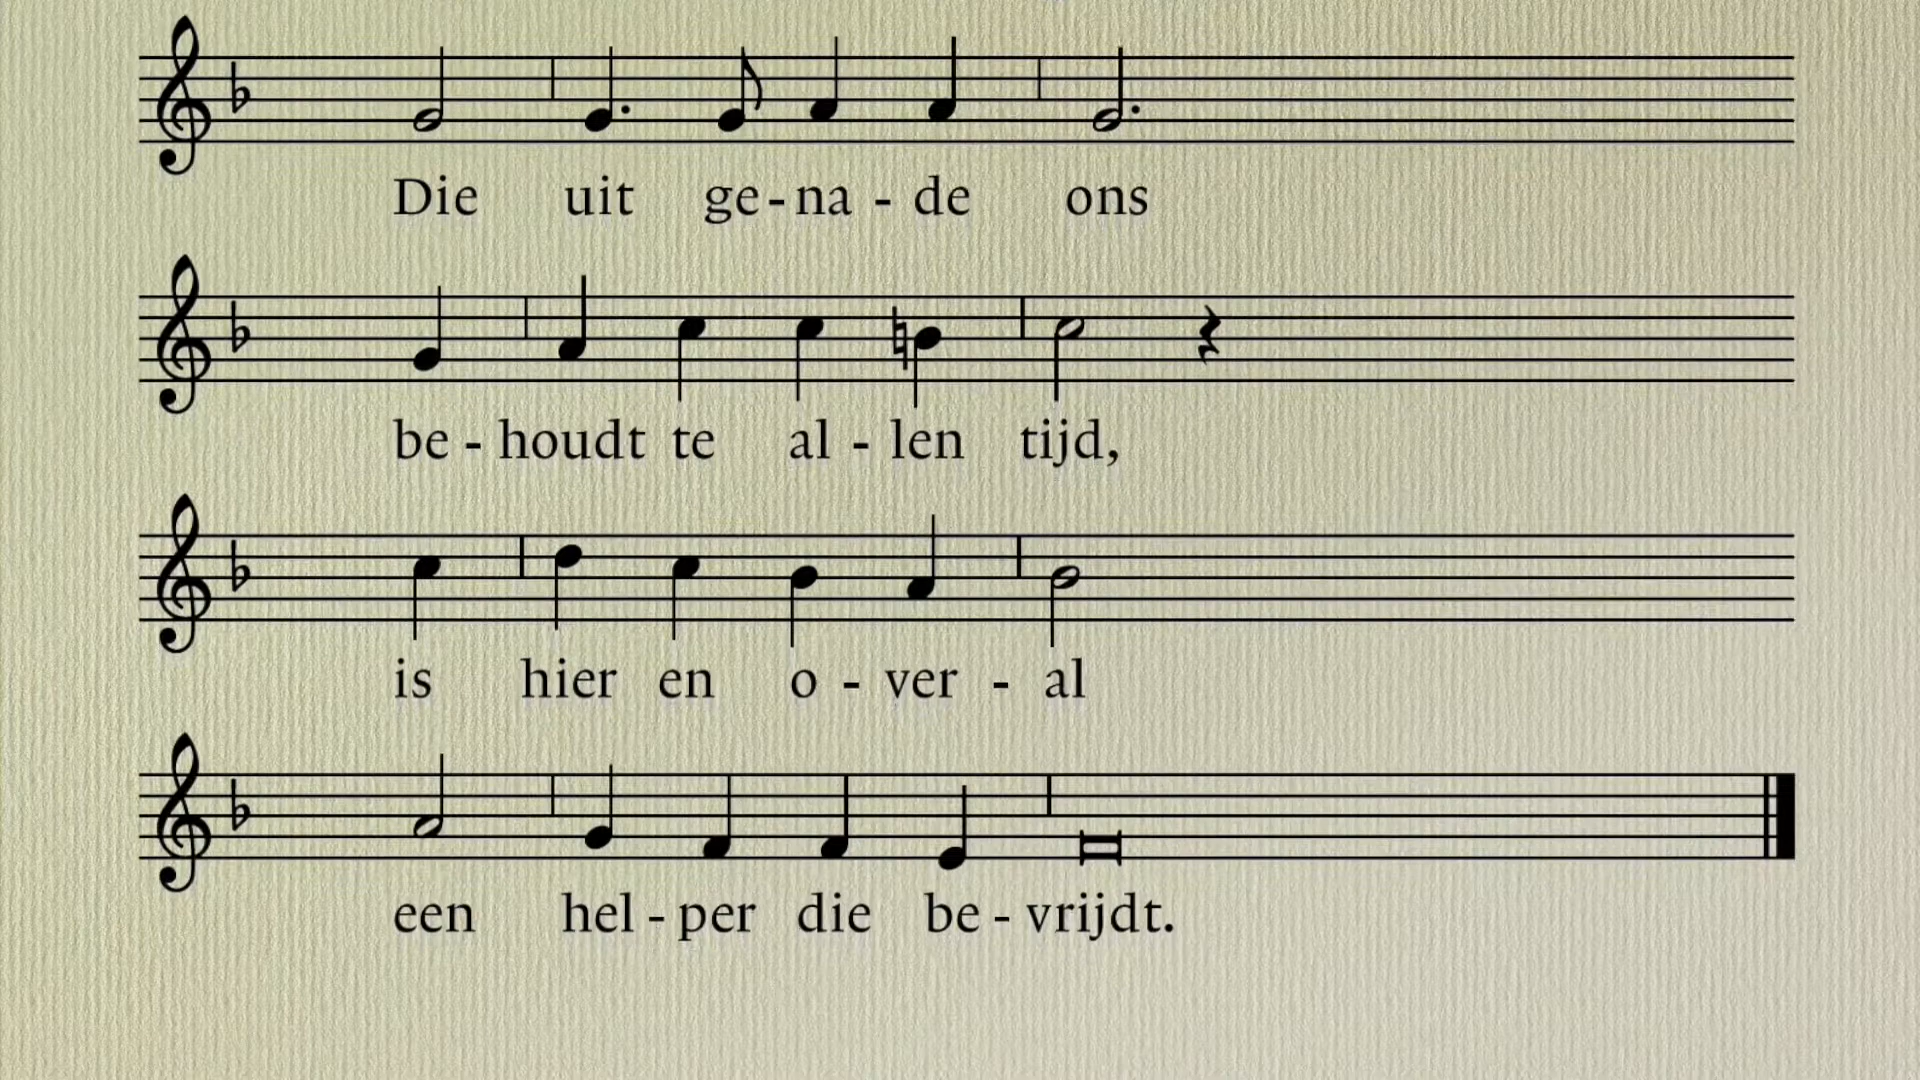 Die uit ge - na - de ons
be - houdt te al - len tijd,
is hier en o - ver - al
een hel - per die be - vrijdt.